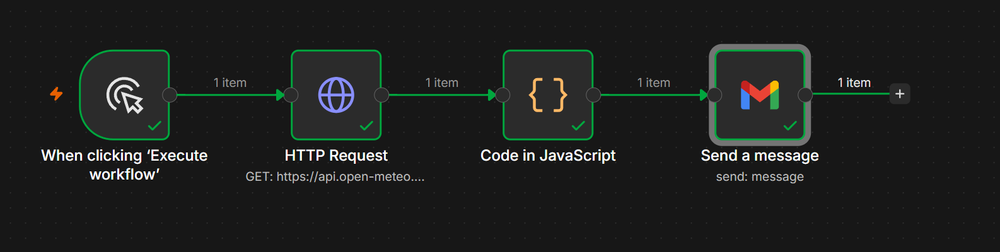 1 item
1 item
1 item
1 item
When clicking ‘Execute
workflow’
HTTP Request
GET: https://api.open-meteo....
Code in JavaScript
Send a message
send: message